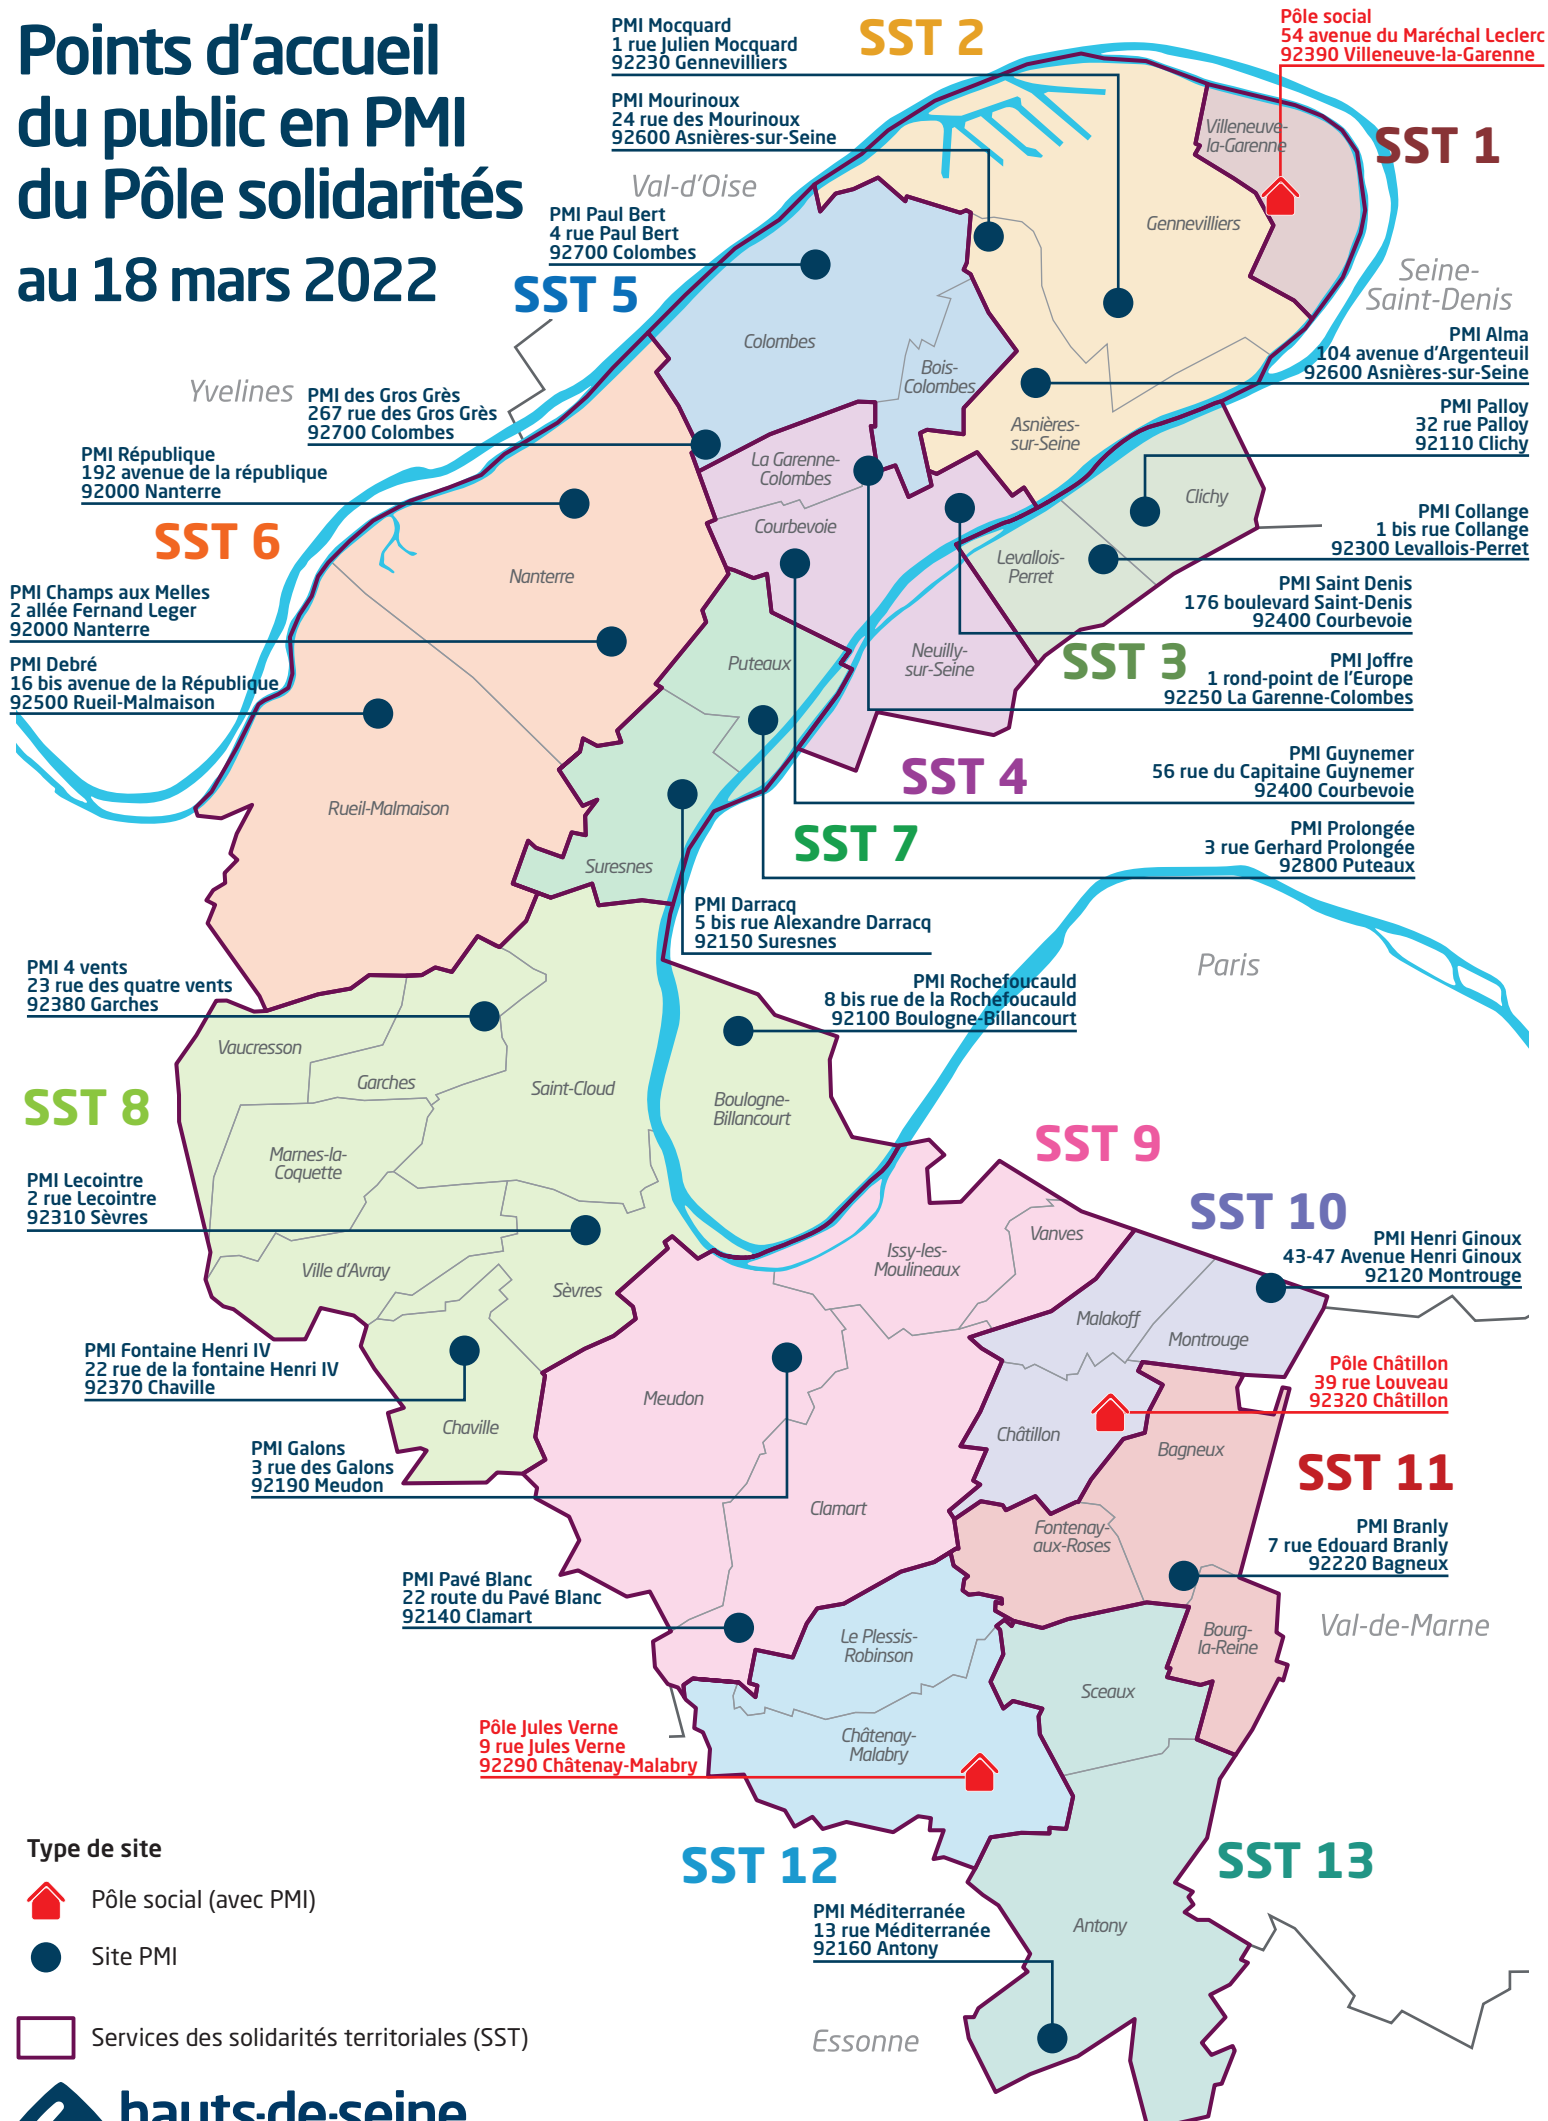 Points d'accueil
du public en PMI
du Pôle solidarités
au 18 mars 2022
PMI Mocquard
1 rue Julien Mocquard
92230 Gennevilliers
SST 2
Pôle social
54 avenue du Maréchal Leclerc
92390 Villeneuve-la-Garenne
PMI Mourinoux
24 rue des Mourinoux
92600 Asnières-sur-Seine
Villeneuve-
la-Garenne
SST 1
Val-d'Oise
PMI Paul Bert
4 rue Paul Bert
92700 Colombes
Gennevilliers
SST 5
Seine-
Saint-Denis
Colombes
Bois-
Colombes
PMI Alma
104 avenue d'Argenteuil
92600 Asnières-sur-Seine
Yvelines
PMI des Gros Grès
267 rue des Gros Grès
92700 Colombes
Asnières-
sur-Seine
PMI Palloy
32 rue Palloy
92110 Clichy
PMI République
192 avenue de la république
92000 Nanterre
La Garenne-
Colombes
Clichy
SST 6
Courbevoie
PMI Collange
1 bis rue Collange
92300 Levallois-Perret
Nanterre
Levallois-
Perret
PMI Champs aux Melles
2 allée Fernand Leger
92000 Nanterre
PMI Saint Denis
176 boulevard Saint-Denis
92400 Courbevoie
PMI Debré
16 bis avenue de la République
92500 Rueil-Malmaison
Puteaux
Neuilly-
sur-Seine
SST 3
PMI Joffre
1 rond-point de l'Europe
92250 La Garenne-Colombes
SST 4
PMI Guynemer
56 rue du Capitaine Guynemer
92400 Courbevoie
Rueil-Malmaison
SST 7
PMI Prolongée
3 rue Gerhard Prolongée
92800 Puteaux
Suresnes
PMI Darracq
5 bis rue Alexandre Darracq
92150 Suresnes
Paris
PMI 4 vents
23 rue des quatre vents
92380 Garches
PMI Rochefoucauld
8 bis rue de la Rochefoucauld
92100 Boulogne-Billancourt
Vaucresson
Garches
Saint-Cloud
Boulogne-
Billancourt
SST 8
Marnes-la-
Coquette
SST 9
PMI Lecointre
2 rue Lecointre
92310 Sèvres
SST 10
Vanves
Issy-les-
Moulineaux
PMI Henri Ginoux
43-47 Avenue Henri Ginoux
92120 Montrouge
Ville d'Avray
Sèvres
Malakoff
Montrouge
PMI Fontaine Henri IV
22 rue de la fontaine Henri IV
92370 Chaville
Pôle Châtillon
39 rue Louveau
92320 Châtillon
Meudon
Chaville
Châtillon
Bagneux
PMI Galons
3 rue des Galons
92190 Meudon
SST 11
Clamart
Fontenay-
aux-Roses
PMI Branly
7 rue Edouard Branly
92220 Bagneux
PMI Pavé Blanc
22 route du Pavé Blanc
92140 Clamart
Le Plessis-
Robinson
Bourg-
la-Reine
Val-de-Marne
Sceaux
Pôle Jules Verne
9 rue Jules Verne
92290 Châtenay-Malabry
Châtenay-
Malabry
SST 12
SST 13
Type de site
Pôle social (avec PMI)
Site PMI
Services des solidarités territoriales (SST)
PMI Méditerranée
13 rue Méditerranée
92160 Antony
Antony
Essonne
hauts-de-seine